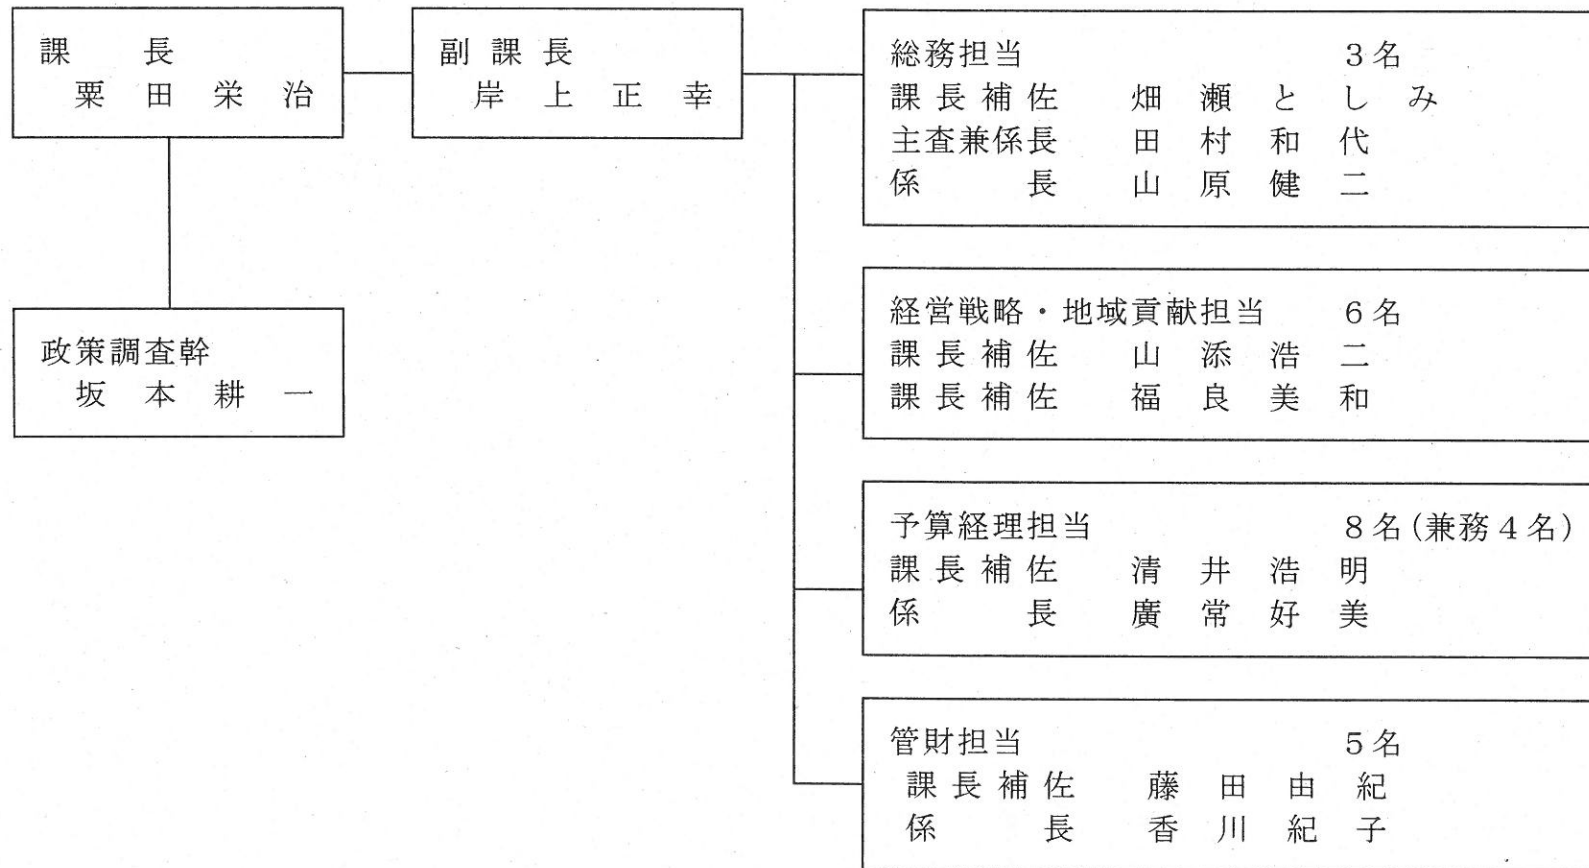 課長
粟田栄治
副課長
岸上正幸
政策調査幹
坂本耕一
総務担当 3名
課長補佐 畑瀬としみ
主査兼係長 田村和代
係長 山原健二
経営戦略・地域貢献担当 6名
課長補佐 山添浩二
課長補佐 福良美和
予算経理担当 8名(兼務4名)
課長補佐 清井浩明
係長 廣常好美
管財担当 5名
課長補佐 藤田由紀
係長 香川紀子